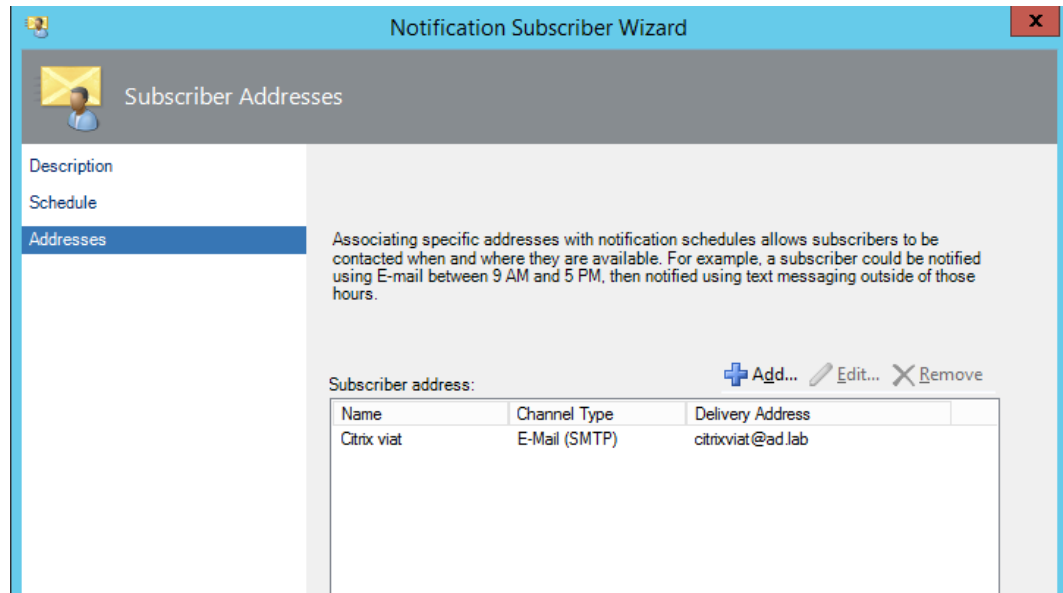 Notification Subscriber Wizard
x
Subscriber Addresses
Description
Schedule
Addresses
Associating specific addresses with notification schedules allows subscribers to be
contacted when and where they are available. For example, a subscriber could be notified
using E-mail between 9 AM and 5 PM, then notified using text messaging outside of those
hours.
Add... Edit... Remove
Subscriber address:
Name Channel Type Delivery Address
Citrix viat E-Mail (SMTP) citrixviat@ad.lab